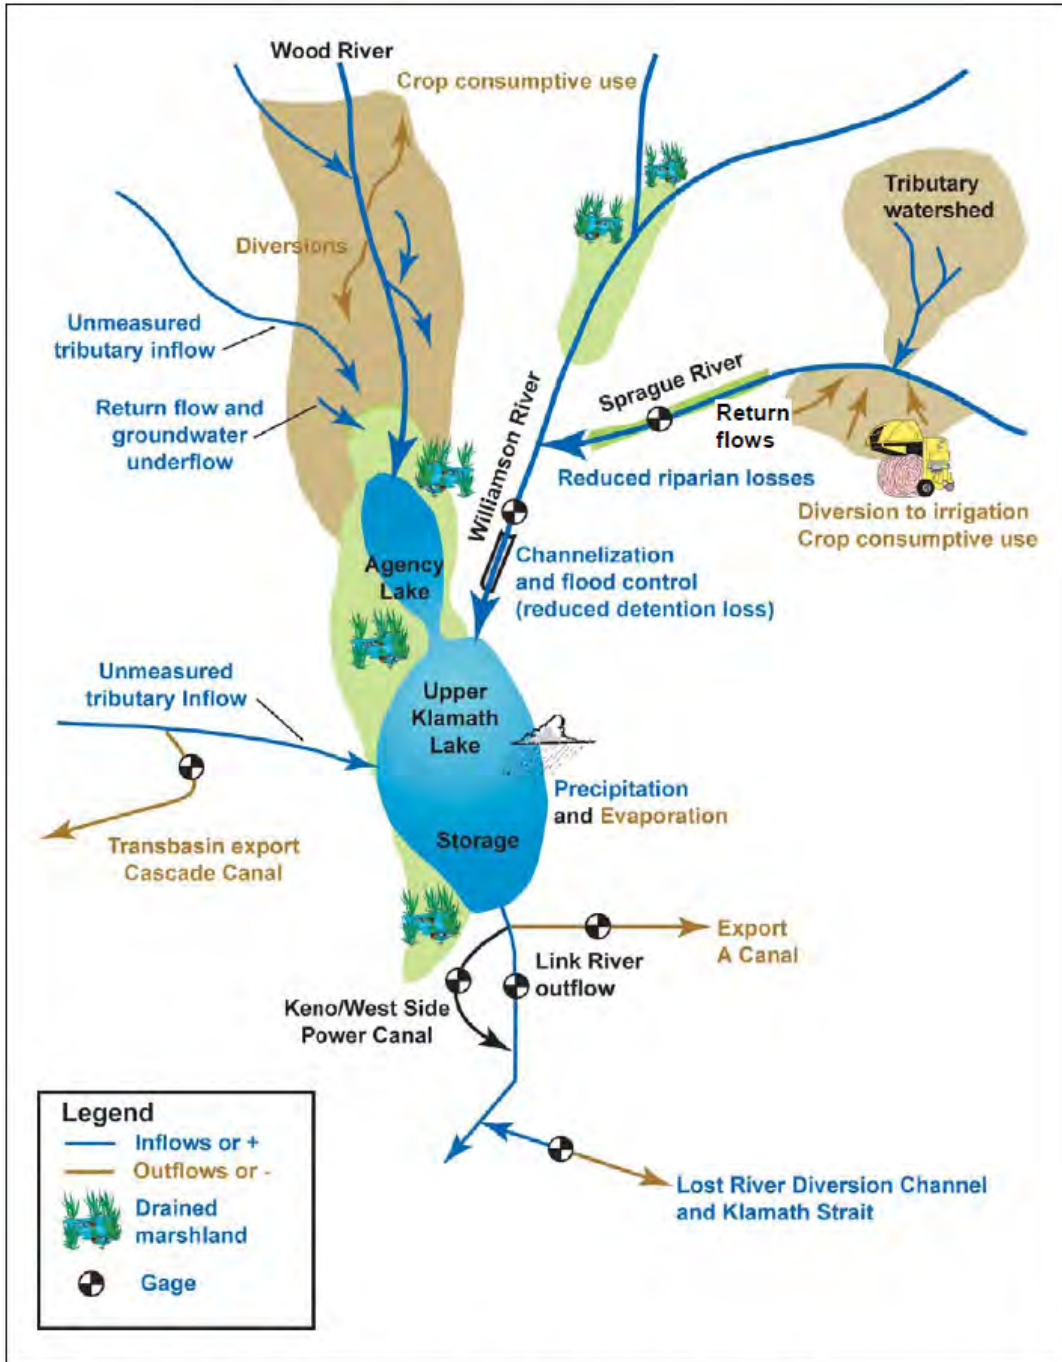 Wood River
Crop consumptive use
Tributary
watershed
Diversions
Unmeasured
tributary inflow
Return flow and
groundwater
underflow
Williamson River
Sprague River
Return
flows
Reduced riparian losses
Diversion to irrigation
Crop consumptive use
Channelization
and flood control
(reduced detention loss)
Agency
Lake
Unmeasured
tributary Inflow
Upper
Klamath
Lake
Precipitation
and Evaporation
Storage
Transbasin export
Cascade Canal
Export
A Canal
Link River
outflow
Keno/West Side
Power Canal
Lost River Diversion Channel
and Klamath Strait
Legend
Inflows or +
Outflows or -
Drained
marshland
Gage